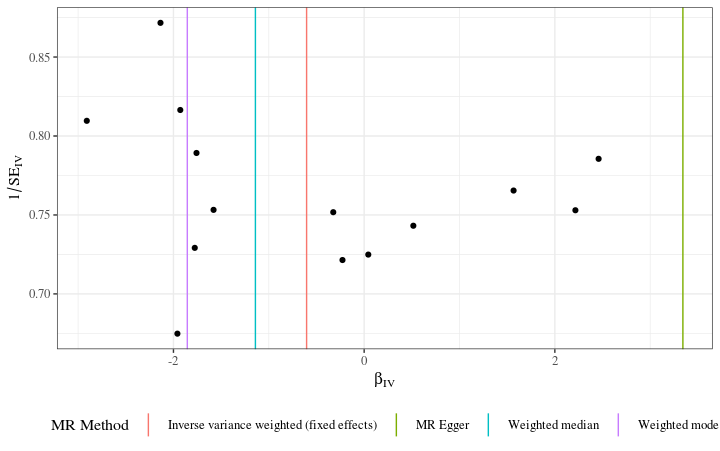 0.85
0.80
0.75
0.70
1/SE_IV
-2 0 2
β_IV
MR Method Inverse variance weighted (fixed effects) MR Egger Weighted median Weighted mode